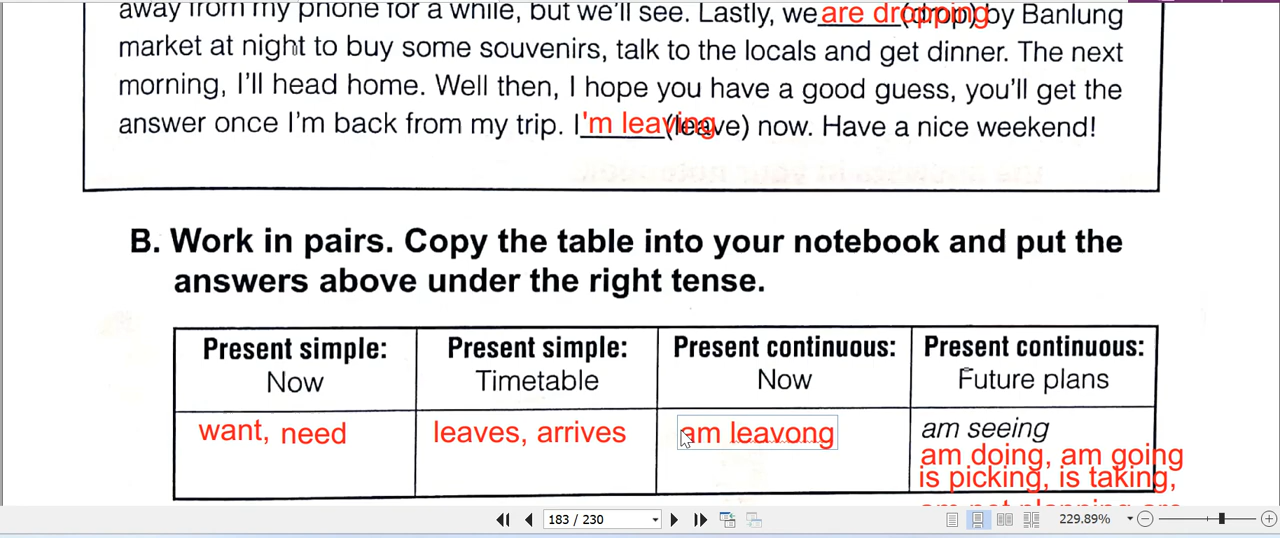 away from my phone for a while, but we'll see. Lastly, we are dropping (drop) by Banlung
market at night to buy some souvenirs, talk to the locals and get dinner. The next
morning, I'll head home. Well then, I hope you have a good guess, you'll get the
answer once I'm back from my trip. I 'm leaving (leave) now. Have a nice weekend!
B. Work in pairs. Copy the table into your notebook and put the
answers above under the right tense.
Present simple:
Now
Present simple:
Timetable
Present continuous:
Now
Present continuous:
Future plans
want, need
leaves, arrives
am leavong
am seeing
am doing, am going
is picking, is taking,
183 / 230
229.89%